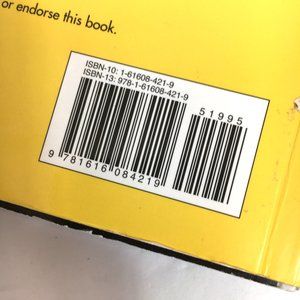 or endorse this book.
ISBN-10: 1-61608-421-9
ISBN-13: 978-1-61608-421-9
51995
9 781616 084219